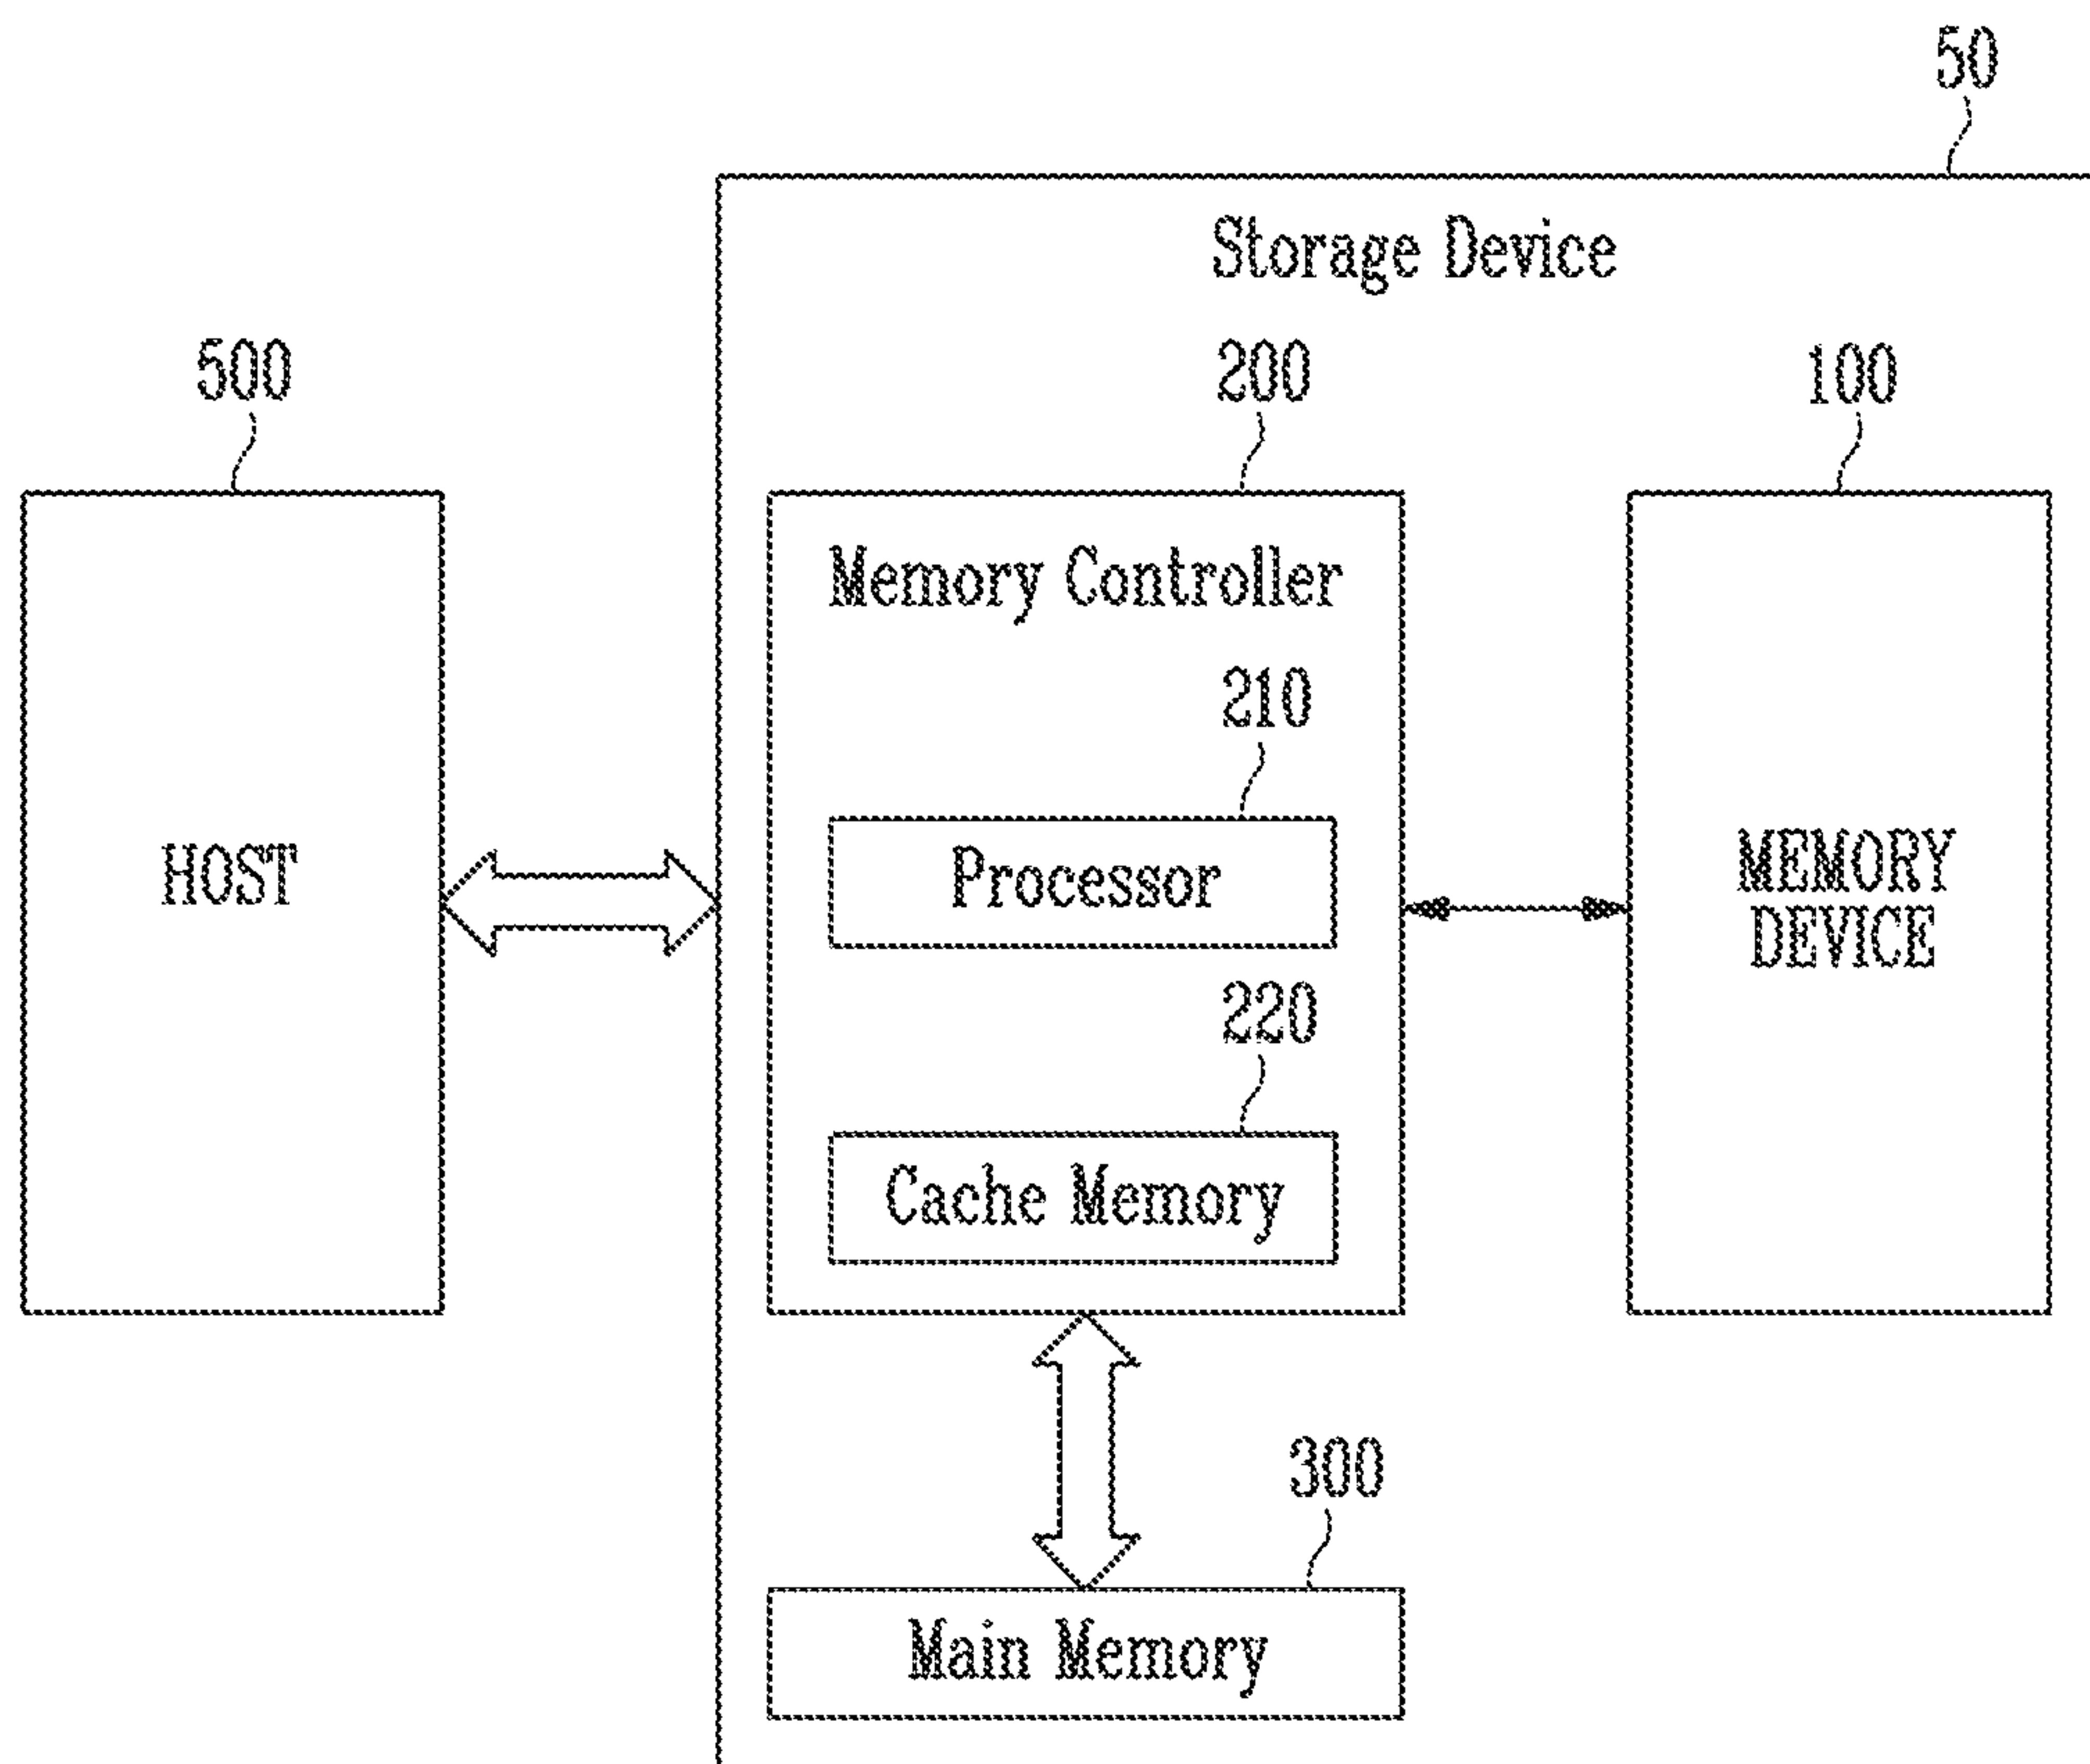 50
Storage Device
500
200
100
Memory Controller
210
HOST
Processor
MEMORY
DEVICE
220
Cache Memory
300
Main Memory